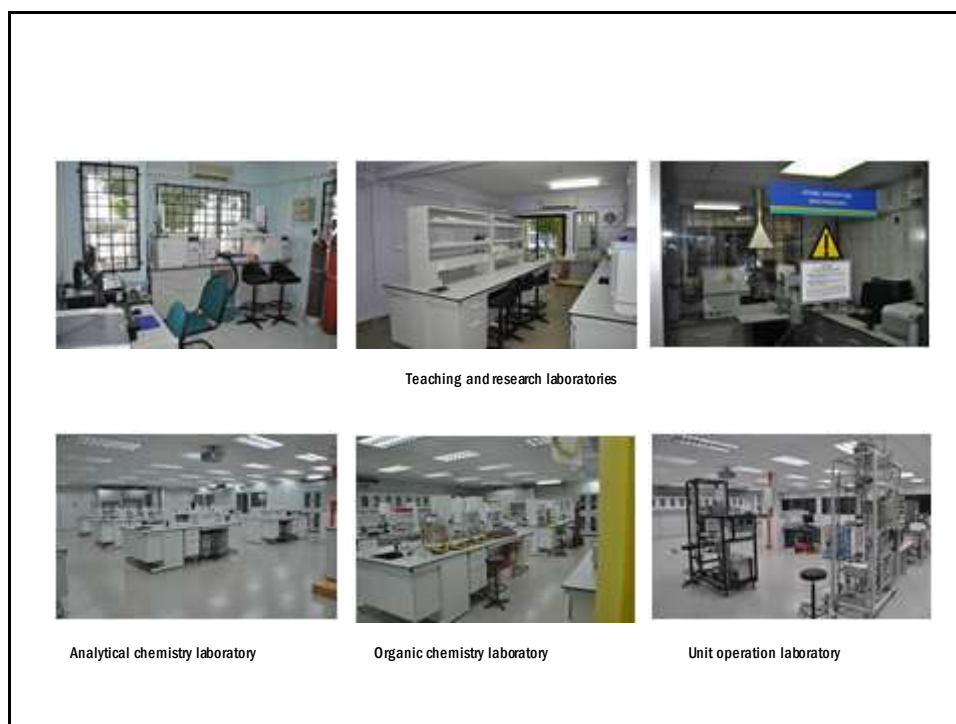 Teaching and research laboratories
Analytical chemistry laboratory
Organic chemistry laboratory
Unit operation laboratory